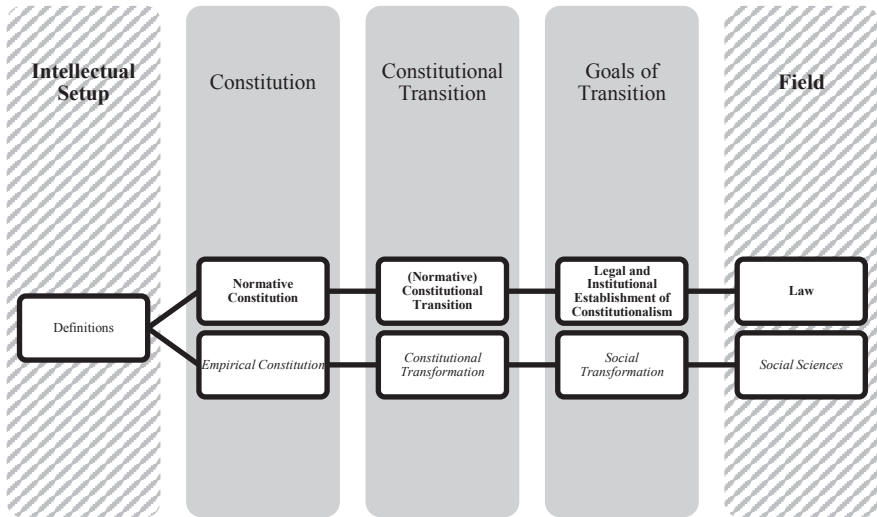 Intellectual
Setup
Constitution
Constitutional
Transition
Goals of
Transition
Field
Definitions
Normative
Constitution
(Normative)
Constitutional
Transition
Legal and
Institutional
Establishment of
Constitutionalism
Law
Empirical Constitution
Constitutional
Transformation
Social
Transformation
Social Sciences